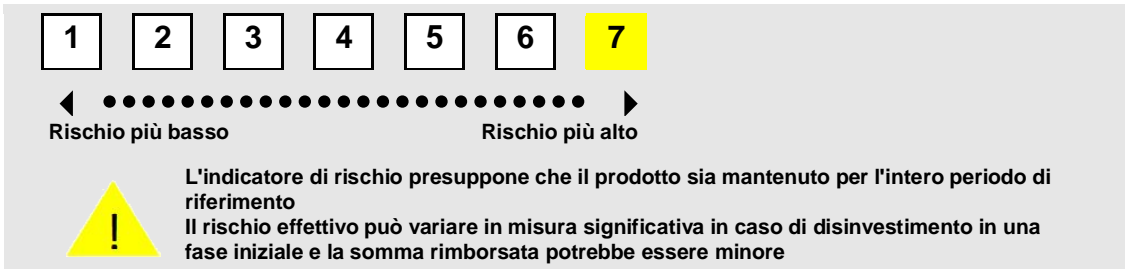 1 2 3 4 5 6 7
Rischio più basso Rischio più alto
L'indicatore di rischio presuppone che il prodotto sia mantenuto per l'intero periodo di
riferimento
Il rischio effettivo può variare in misura significativa in caso di disinvestimento in una
! fase iniziale e la somma rimborsata potrebbe essere minore